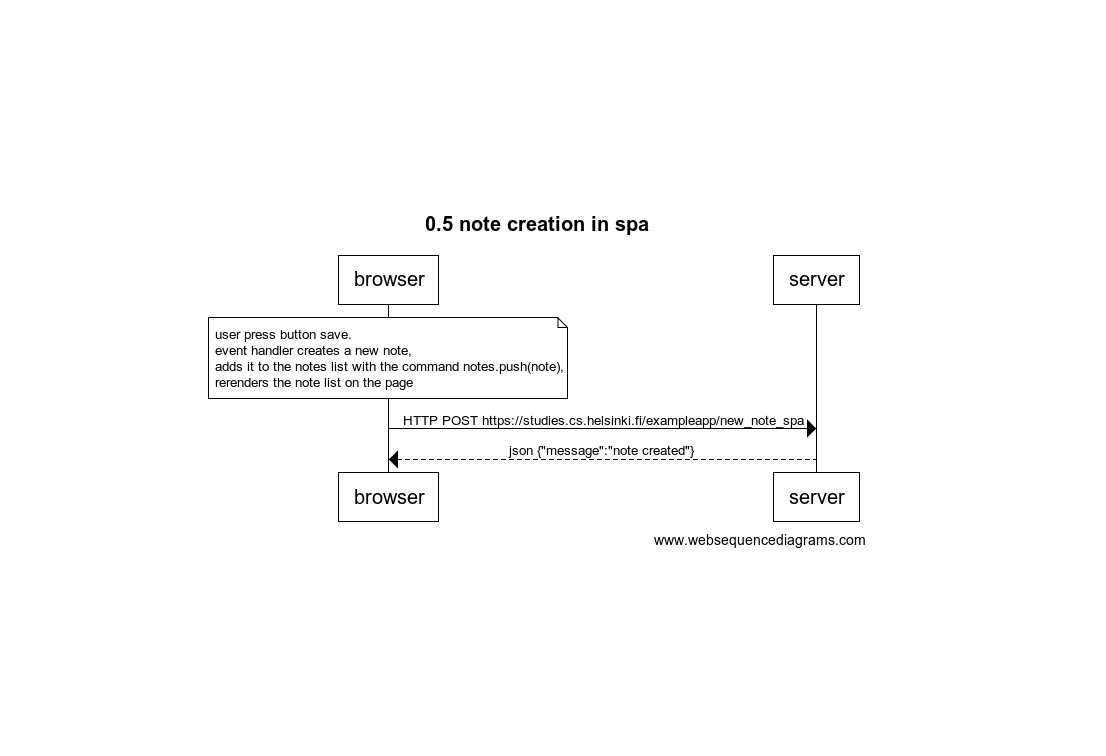 0.5 note creation in spa
browser
server
user press button save.
event handler creates a new note,
adds it to the notes list with the command notes.push(note),
rerenders the note list on the page
HTTP POST https://studies.cs.helsinki.fi/exampleapp/new_note_spa
json {"message":"note created"}
browser
server
www.websequencediagrams.com